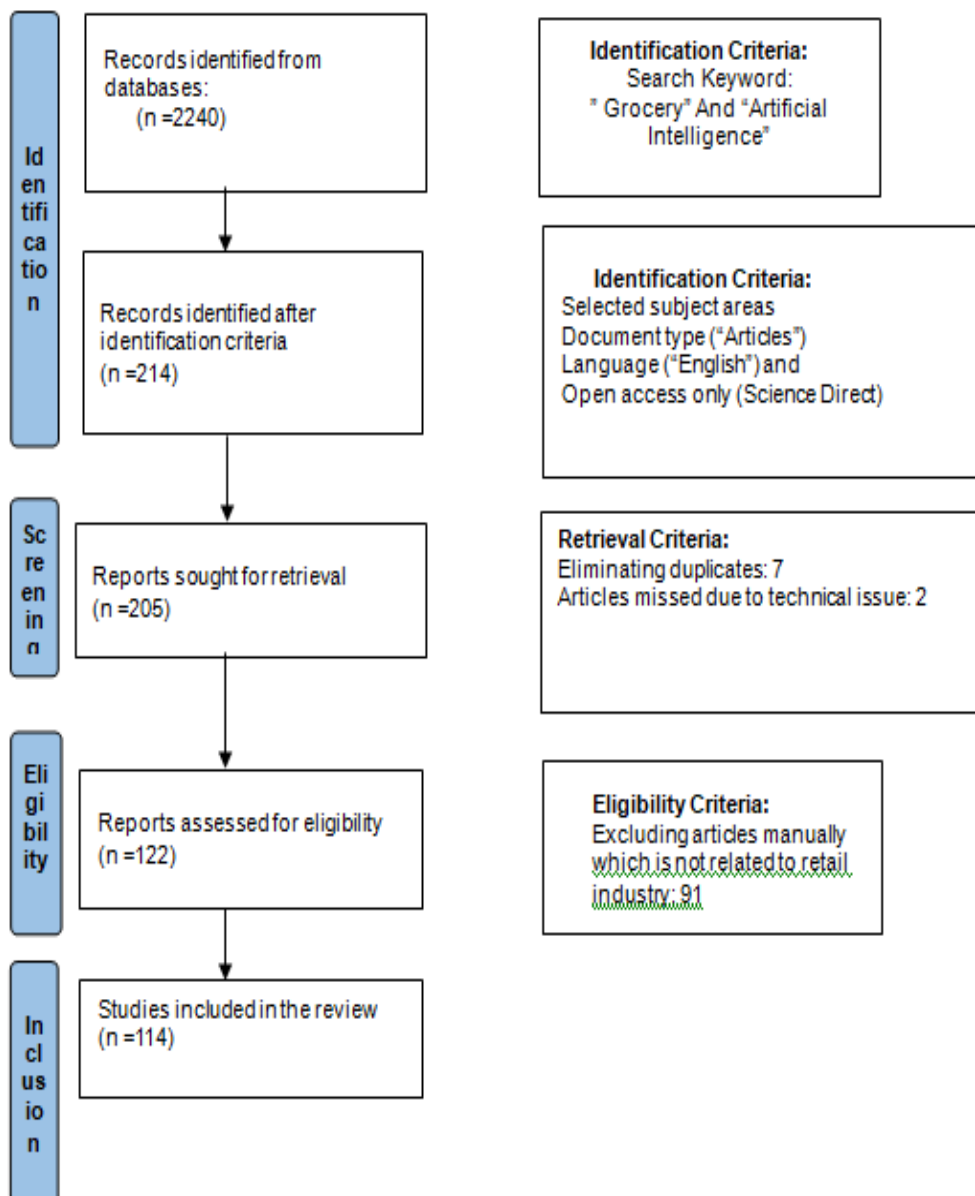 Records identified from
databases:
(n =2240)
Identification Criteria:
Search Keyword:
” Grocery” And “Artificial
Intelligence”
Id
en
tifi
ca
tio
n
Records identified after
identification criteria
(n =214)
Identification Criteria:
Selected subject areas
Document type (“Articles”)
Language (“English”) and
Open access only (Science Direct)
Sc
re
en
in
g
Reports sought for retrieval
(n =205)
Retrieval Criteria:
Eliminating duplicates: 7
Articles missed due to technical issue: 2
Eli
gi
bil
ity
Reports assessed for eligibility
(n =122)
Eligibility Criteria:
Excluding articles manually
which is not related to retail
industry: 91
In
cl
us
io
n
Studies included in the review
(n =114)